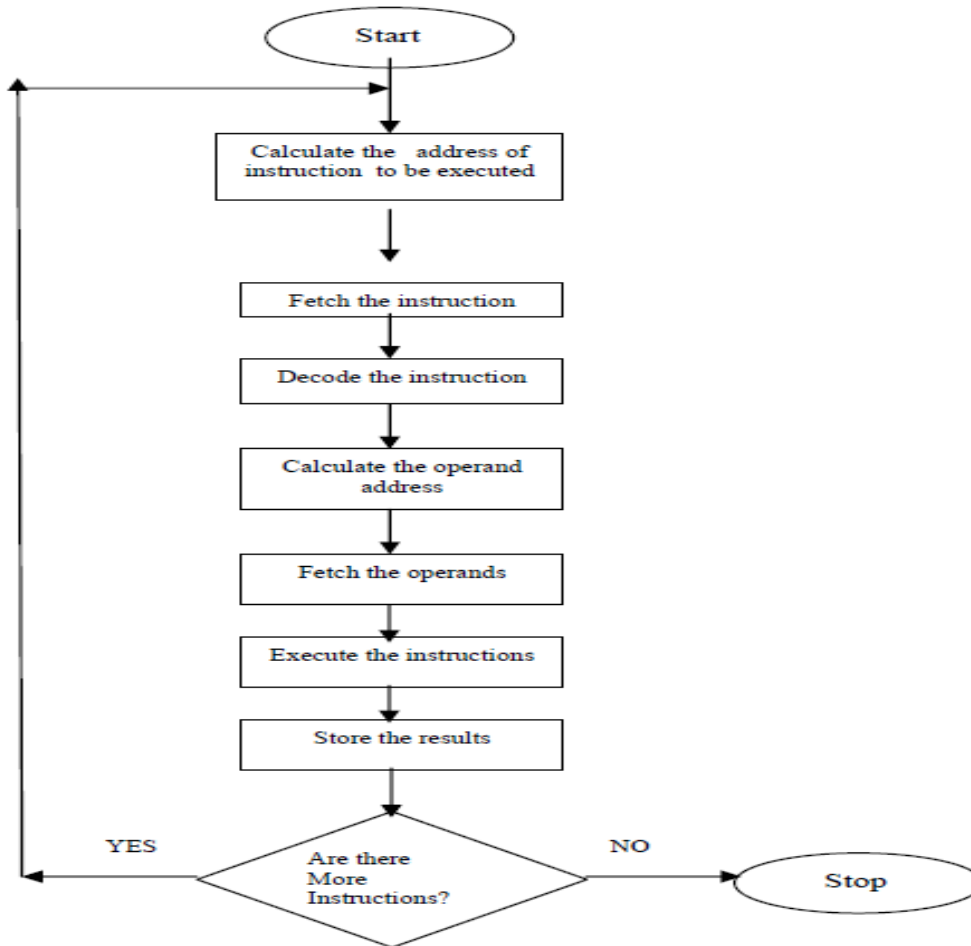 Start
Calculate the address of
instruction to be executed
Fetch the instruction
Decode the instruction
Calculate the operand
address
Fetch the operands
Execute the instructions
Store the results
YES
Are there
More
Instructions?
NO
Stop